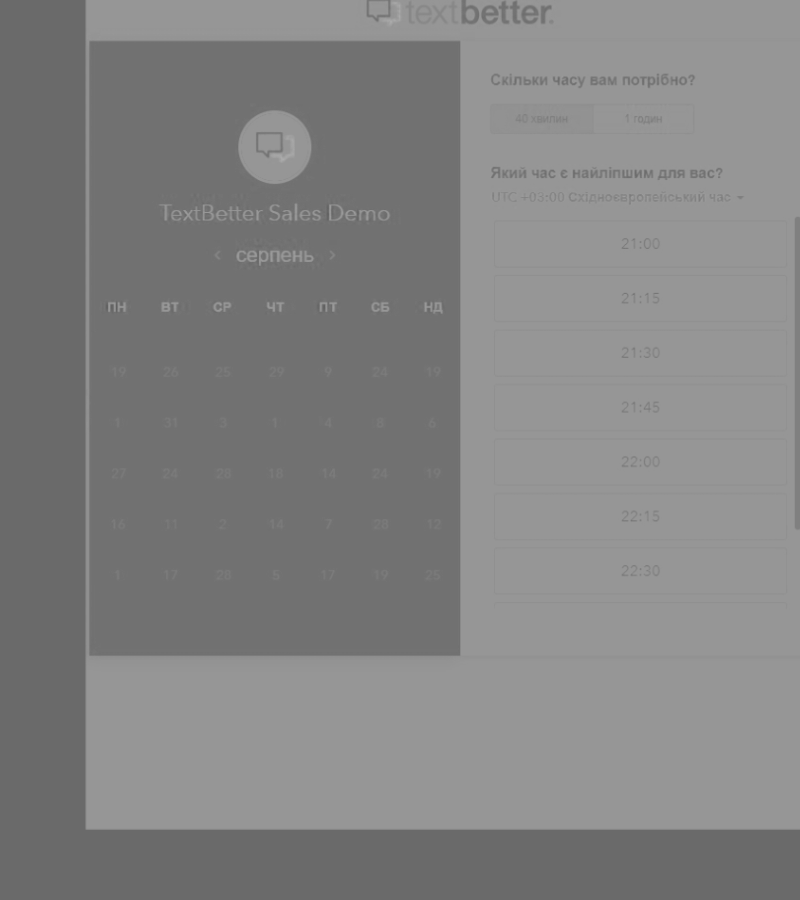 textbetter.
TextBetter Sales Demo
‹ серпень ›
ПН ВТ СР ЧТ ПТ СБ НД
19 26 25 29 9 24 19
1 31 3 1 4 8 6
27 24 28 18 14 24 19
16 11 2 14 7 28 12
1 17 28 5 17 19 25
Скільки часу вам потрібно?
40 хвилин 1 годин
Який час є найліпшим для вас?
UTC +03:00 Східноєвропейський час
21:00
21:15
21:30
21:45
22:00
22:15
22:30